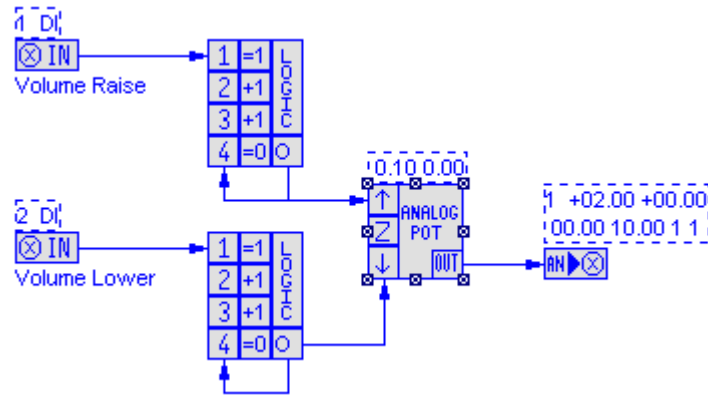 1 DI
IN
Volume Raise
1 =1
2 +1
3 +1
4 =0 O
LOGIC
0.10 0.00
↑
Z
↓
ANALOG
POT
OUT
1 +02.00 +00.00
00.00 10.00 1 1
AN
2 DI
IN
Volume Lower
1 =1
2 +1
3 +1
4 =0 O
LOGIC